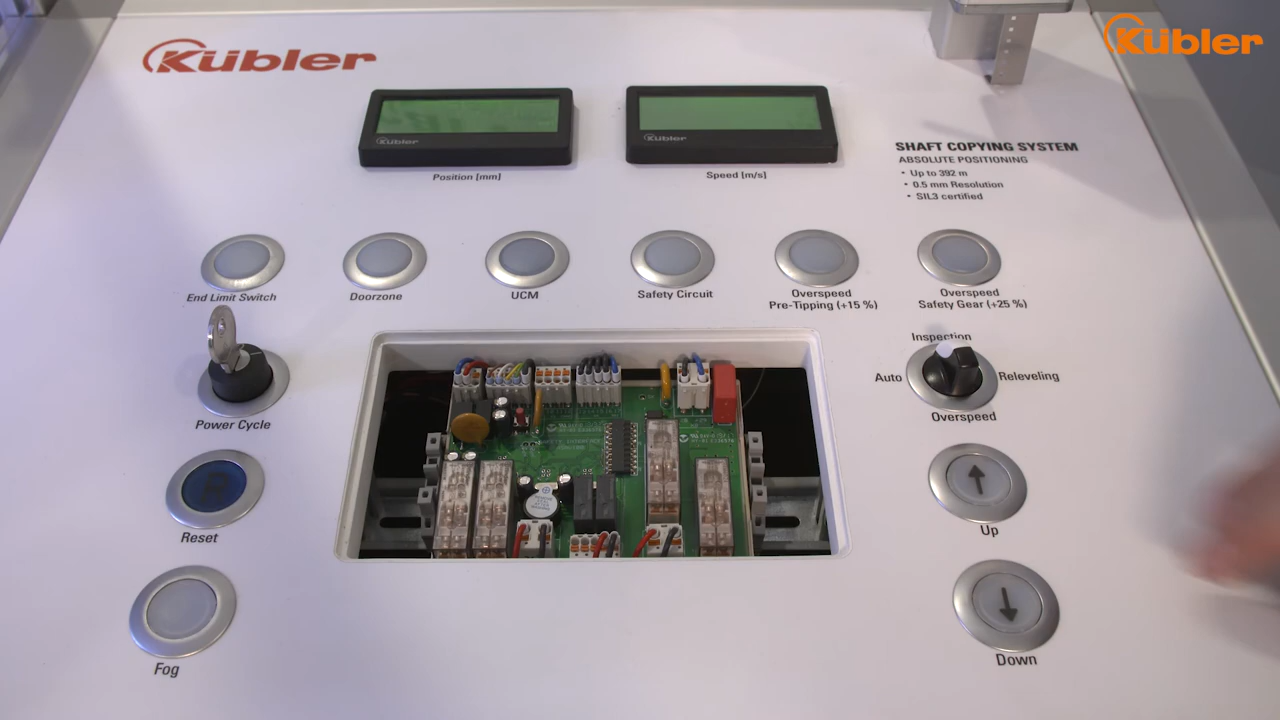 Kübler
Kübler
Kübler
Kübler
Position [mm]
Speed [m/s]
SHAFT COPYING SYSTEM
ABSOLUTE POSITIONING
• Up to 392 m
• 0.5 mm Resolution
• SIL3 certified
End Limit Switch
Doorzone
UCM
Safety Circuit
Overspeed
Pre-Tipping (+15 %)
Overspeed
Safety Gear (+25 %)
Inspection
Auto
Releveling
Overspeed
Power Cycle
R
Reset
Up
Fog
Down